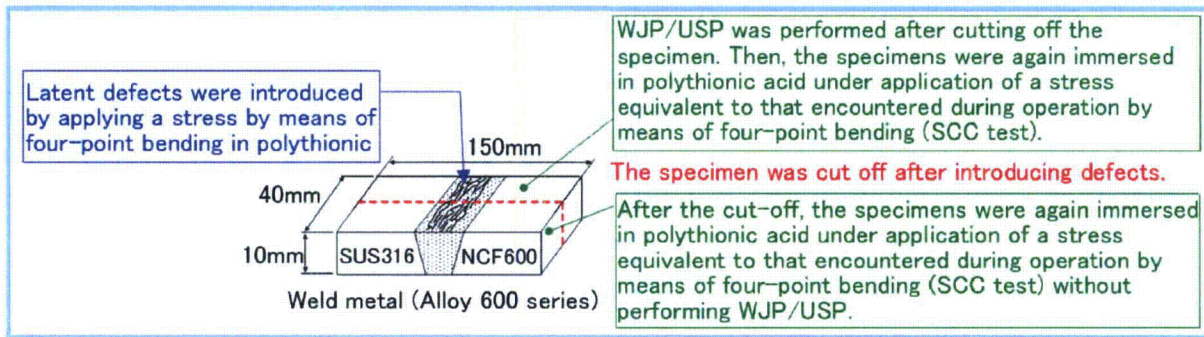 Latent defects were introduced
by applying a stress by means of
four-point bending in polythionic
WJP/USP was performed after cutting off the
specimen. Then, the specimens were again immersed
in polythionic acid under application of a stress
equivalent to that encountered during operation by
means of four-point bending (SCC test).
The specimen was cut off after introducing defects.
After the cut-off, the specimens were again immersed
in polythionic acid under application of a stress
equivalent to that encountered during operation by
means of four-point bending (SCC test) without
performing WJP/USP.
150mm
40mm
10mm
SUS316
NCF600
Weld metal (Alloy 600 series)